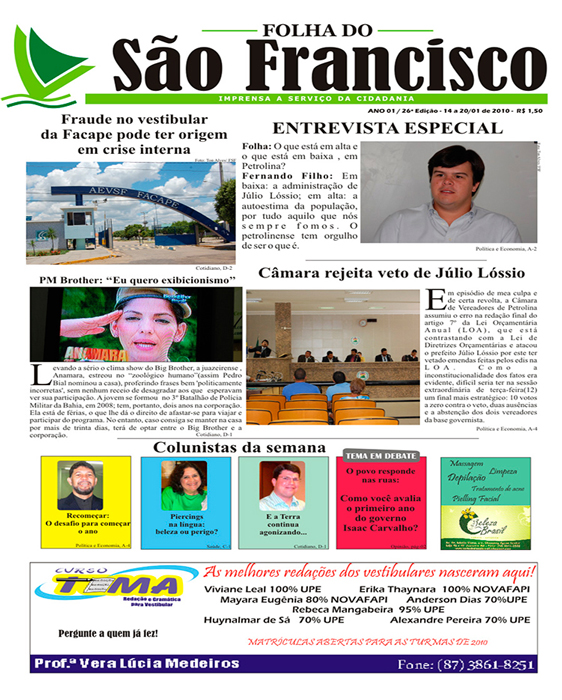 FOLHA DO
São Francisco
IMPRENSA A SERVIÇO DA CIDADANIA
ANO 01 / 26ª Edição - 14 a 20/01 de 2010 - R$ 1,50
Fraude no vestibular
da Facape pode ter origem
em crise interna
AEVSF FACAPE
Cotidiano, D-2
ENTREVISTA ESPECIAL
Folha: O que está em alta e
o que está em baixa , em
Petrolina?
Fernando Filho: Em
baixa: a administração de
Júlio Lóssio; em alta: a
autoestima da população,
por tudo aquilo que nós
sempre fomos. O
petrolinense tem orgulho
de ser o que é.
Política e Economia, A-2
PM Brother: “Eu quero exibicionismo”
ANAMARA
Levando a sério o clima show do Big Brother, a juazeirense ,
Anamara, estreou no “zoológico humano”(assim Pedro
Bial nominou a casa), proferindo frases bem 'politicamente
incorretas', sem nenhum receio de desagradar aos que esperavam
ver sua participação. A jovem se formou no 3º Batalhão de Polícia
Militar da Bahia, em 2008; tem, portanto, dois anos na corporação.
Ela está de férias, o que lhe dá o direito de afastar-se para viajar e
participar do programa. No entanto, caso consiga se manter na casa
por mais de trinta dias, terá de optar entre o Big Brother e a
corporação.
Cotidiano, D-1
Câmara rejeita veto de Júlio Lóssio
Em episódio de mea culpa e
de certa revolta, a Câmara
de Vereadores de Petrolina
assumiu o erro na redação final do
artigo 7º da Lei Orçamentária
Anual (LOA), que está
contrastando com a Lei de
Diretrizes Orçamentárias e atacou
o prefeito Júlio Lóssio por este ter
vetado emendas feitas pelos edis na
LOA. Como a
inconstitucionalidade dos fatos era
evidente, difícil seria ter na sessão
extraordinária de terça-feira(12)
um final mais estratégico: 10 votos
a zero contra o veto, duas ausências
e a abstenção dos dois vereadores
da base governista.
Política e Economia, A-4
Colunistas da semana
Recomeçar:
O desafio para começar
o ano
Política e Economia, A-4
Piercings
na língua:
beleza ou perigo?
E a Terra
continua
agonizando...
TEMA EM DEBATE
O povo responde
nas ruas:
Como você avalia
o primeiro ano
do governo
Isaac Carvalho?
Massagem
Limpeza
Depilação
Tratamento de acne
Pielling Facial
Beleza
Brasil
CURSO
TMA
Redação e Gramática
para Vestibular
Pergunte a quem já fez!
As melhores redações dos vestibulares nasceram aqui!
Viviane Leal 100% UPE Erika Thaynara 100% NOVAFAPI
Mayara Eugênia 80% NOVAFAPI Anderson Dias 70%UPE
Rebeca Mangabeira 95% UPE
Huynalmar de Sá 70% UPE Alexandre Pereira 70% UPE
MATRÍCULAS ABERTAS PARA AS TURMAS DE 2010
Prof.ª Vera Lúcia Medeiros
Fone: (87) 3861-8251